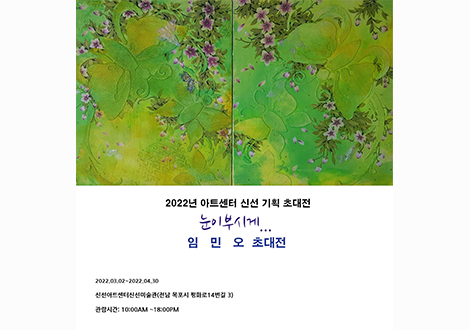 2022년 아트센터 신선 기획 초대전
눈이부시게...
임 민 오 초대전
2022.03.02~2022.04.30
신선아트센터신선미술관(전남 목포시 평화로14번길 3)
관람시간: 10:00AM ~18:00PM